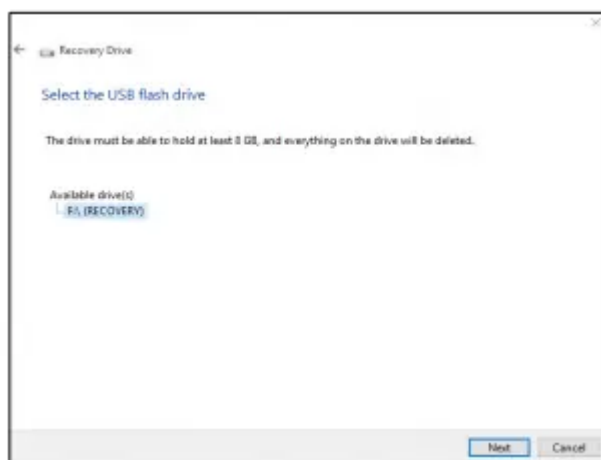 Recovery Drive
Select the USB flash drive
The drive must be able to hold at least 8 GB, and everything on the drive will be deleted.
Available drive(s)
F:\ (RECOVERY)
Next Cancel